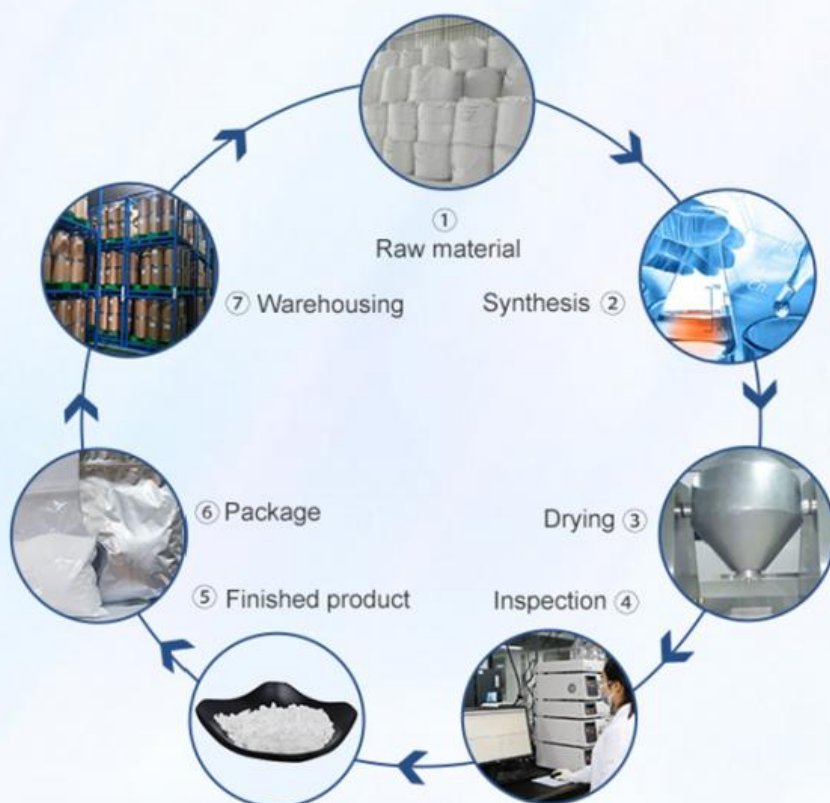 ①
Raw material
Synthesis ②
Drying ③
Inspection ④
⑤ Finished product
⑥ Package
⑦ Warehousing